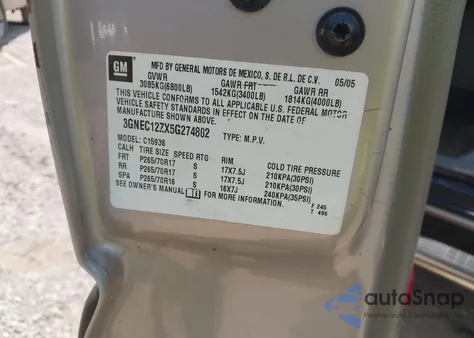 GM
MFD BY GENERAL MOTORS DE MEXICO, S. DE R.L. DE C.V. 05/05
GVWR GAWR FRT GAWR RR
3085KG(6800LB) 1542KG(3400LB) 1814KG(4000LB)
THIS VEHICLE CONFORMS TO ALL APPLICABLE U.S. FEDERAL MOTOR
VEHICLE SAFETY STANDARDS IN EFFECT ON THE DATE OF
MANUFACTURE SHOWN ABOVE.
3GNEC12ZX5G274802 TYPE: M.P.V.
MODEL: C15936
CALH TIRE SIZE SPEED RTG RIM COLD TIRE PRESSURE
FRT P265/70R17 S 17X7.5J 210KPA(30PSI)
RR P265/70R17 S 17X7.5J 210KPA(30PSI)
SPA P265/70R16 S 16X7J 240KPA(35PSI)
SEE OWNER'S MANUAL FOR MORE INFORMATION.
F 245
T 486
autoSnap